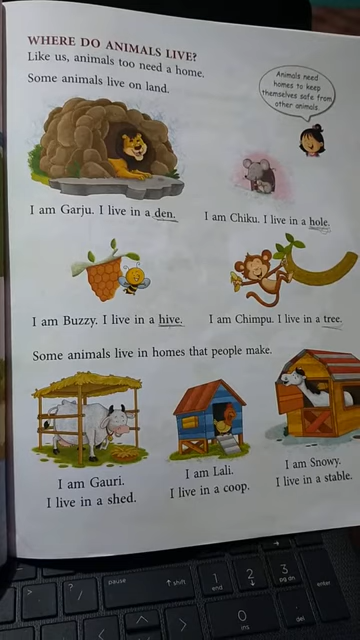 WHERE DO ANIMALS LIVE?
Like us, animals too need a home.
Some animals live on land.
Animals need
homes to keep
themselves safe from
other animals.
I am Garju. I live in a den.
I am Chiku. I live in a hole.
I am Buzzy. I live in a hive.
I am Chimpu. I live in a tree.
Some animals live in homes that people make.
I am Gauri.
I live in a shed.
I am Lali.
I live in a coop.
I am Snowy.
I live in a stable.
pause
shift
1
end
2
3
pg dn
enter
0
ins
del